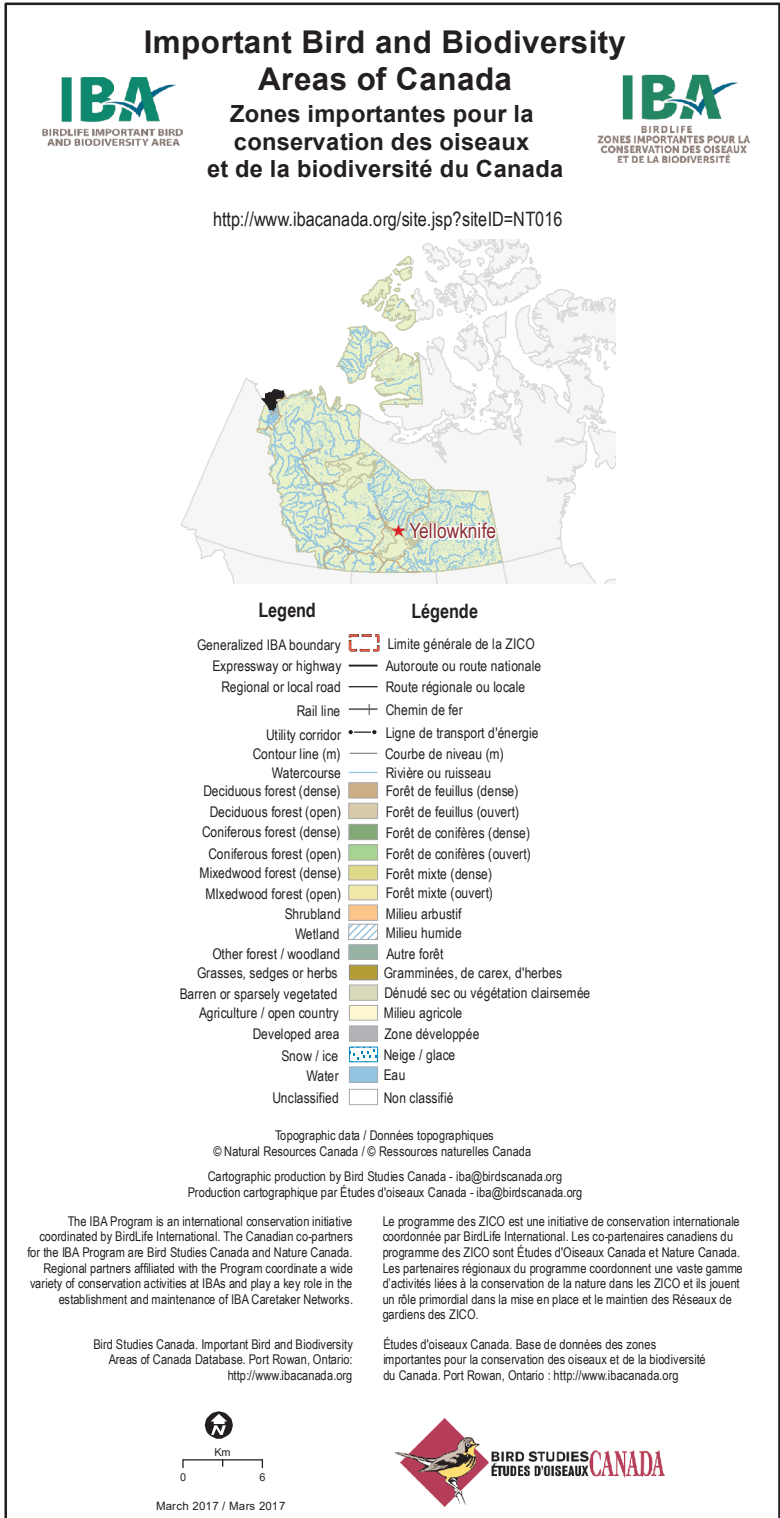 Important Bird and Biodiversity
Areas of Canada
Zones importantes pour la
conservation des oiseaux
et de la biodiversité du Canada
IBA
BIRDLIFE IMPORTANT BIRD
AND BIODIVERSITY AREA
IBA
BIRDLIFE
ZONES IMPORTANTES POUR LA
CONSERVATION DES OISEAUX
ET DE LA BIODIVERSITÉ
http://www.ibacanada.org/site.jsp?siteID=NT016
Yellowknife
Legend Légende
Generalized IBA boundary Limite générale de la ZICO
Expressway or highway Autoroute ou route nationale
Regional or local road Route régionale ou locale
Rail line Chemin de fer
Utility corridor Ligne de transport d'énergie
Contour line (m) Courbe de niveau (m)
Watercourse Rivière ou ruisseau
Deciduous forest (dense) Forêt de feuillus (dense)
Deciduous forest (open) Forêt de feuillus (ouvert)
Coniferous forest (dense) Forêt de conifères (dense)
Coniferous forest (open) Forêt de conifères (ouvert)
Mixedwood forest (dense) Forêt mixte (dense)
MIxedwood forest (open) Forêt mixte (ouvert)
Shrubland Milieu arbustif
Wetland Milieu humide
Other forest / woodland Autre forêt
Grasses, sedges or herbs Gramminées, de carex, d'herbes
Barren or sparsely vegetated Dénudé sec ou végétation clairsemée
Agriculture / open country Milieu agricole
Developed area Zone développée
Snow / ice Neige / glace
Water Eau
Unclassified Non classifié
Topographic data / Données topographiques
© Natural Resources Canada / © Ressources naturelles Canada
Cartographic production by Bird Studies Canada - iba@birdscanada.org
Production cartographique par Études d'oiseaux Canada - iba@birdscanada.org
The IBA Program is an international conservation initiative
coordinated by BirdLife International. The Canadian co-partners
for the IBA Program are Bird Studies Canada and Nature Canada.
Regional partners affiliated with the Program coordinate a wide
variety of conservation activities at IBAs and play a key role in the
establishment and maintenance of IBA Caretaker Networks.
Le programme des ZICO est une initiative de conservation internationale
coordonnée par BirdLife International. Les co-partenaires canadiens du
programme des ZICO sont Études d'Oiseaux Canada et Nature Canada.
Les partenaires régionaux du programme coordonnent une vaste gamme
d'activités liées à la conservation de la nature dans les ZICO et ils jouent
un rôle primordial dans la mise en place et le maintien des Réseaux de
gardiens des ZICO.
Bird Studies Canada. Important Bird and Biodiversity
Areas of Canada Database. Port Rowan, Ontario:
http://www.ibacanada.org
Études d'oiseaux Canada. Base de données des zones
importantes pour la conservation des oiseaux et de la biodiversité
du Canada. Port Rowan, Ontario : http://www.ibacanada.org
N
Km
0 6
March 2017 / Mars 2017
BIRD STUDIES
ÉTUDES D'OISEAUX CANADA